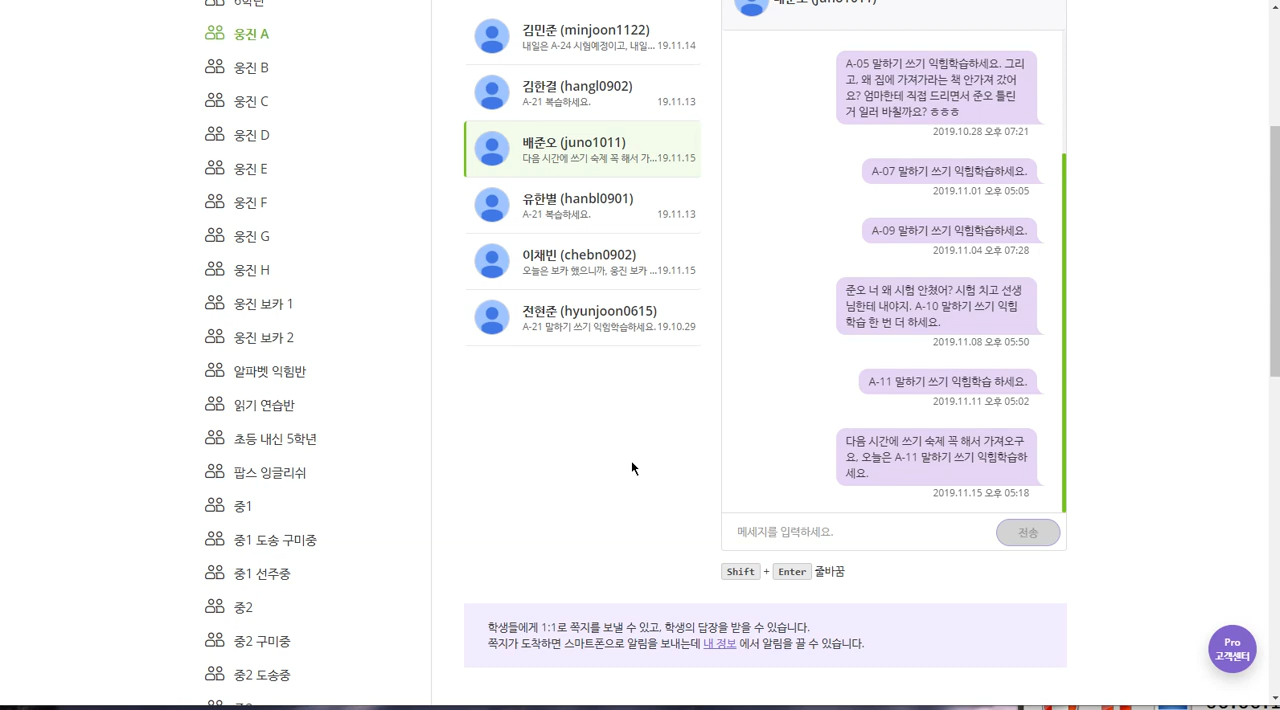 6학년
웅진 A
웅진 B
웅진 C
웅진 D
웅진 E
웅진 F
웅진 G
웅진 H
웅진 보카 1
웅진 보카 2
알파벳 익힘반
읽기 연습반
초등 내신 5학년
팝스 잉글리쉬
중1
중1 도송 구미중
중1 선주중
중2
중2 구미중
중2 도송중
김민준 (minjoon1122)
내일은 A-24 시험예정이고, 내일... 19.11.14
김한결 (hangl0902)
A-21 복습하세요. 19.11.13
배준오 (juno1011)
다음 시간에 쓰기 숙제 꼭 해서 가...19.11.15
유한별 (hanbl0901)
A-21 복습하세요. 19.11.13
이채빈 (chebn0902)
오늘은 보카 했으니까, 웅진 보카 ...19.11.15
전현준 (hyunjoon0615)
A-21 말하기 쓰기 익힘학습하세요. 19.10.29
배준오 (juno1011)
A-05 말하기 쓰기 익힘학습하세요. 그리
고, 왜 집에 가져가라는 책 안가져 갔어
요? 엄마한테 직접 드리면서 준오 틀린
거 일러 바칠까요? ㅎㅎㅎ
2019.10.28 오후 07:21
A-07 말하기 쓰기 익힘학습하세요.
2019.11.01 오후 05:05
A-09 말하기 쓰기 익힘학습하세요.
2019.11.04 오후 07:28
준오 너 왜 시험 안쳤어? 시험 치고 선생
님한테 내야지. A-10 말하기 쓰기 익힘
학습 한 번 더 하세요.
2019.11.08 오후 05:50
A-11 말하기 쓰기 익힘학습 하세요.
2019.11.11 오후 05:02
다음 시간에 쓰기 숙제 꼭 해서 가져오구
요, 오늘은 A-11 말하기 쓰기 익힘학습하
세요.
2019.11.15 오후 05:18
메세지를 입력하세요.
전송
Shift + Enter 줄바꿈
학생들에게 1:1로 쪽지를 보낼 수 있고, 학생의 답장을 받을 수 있습니다.
쪽지가 도착하면 스마트폰으로 알림을 보내는데 내 정보 에서 알림을 끌 수 있습니다.
Pro
고객센터